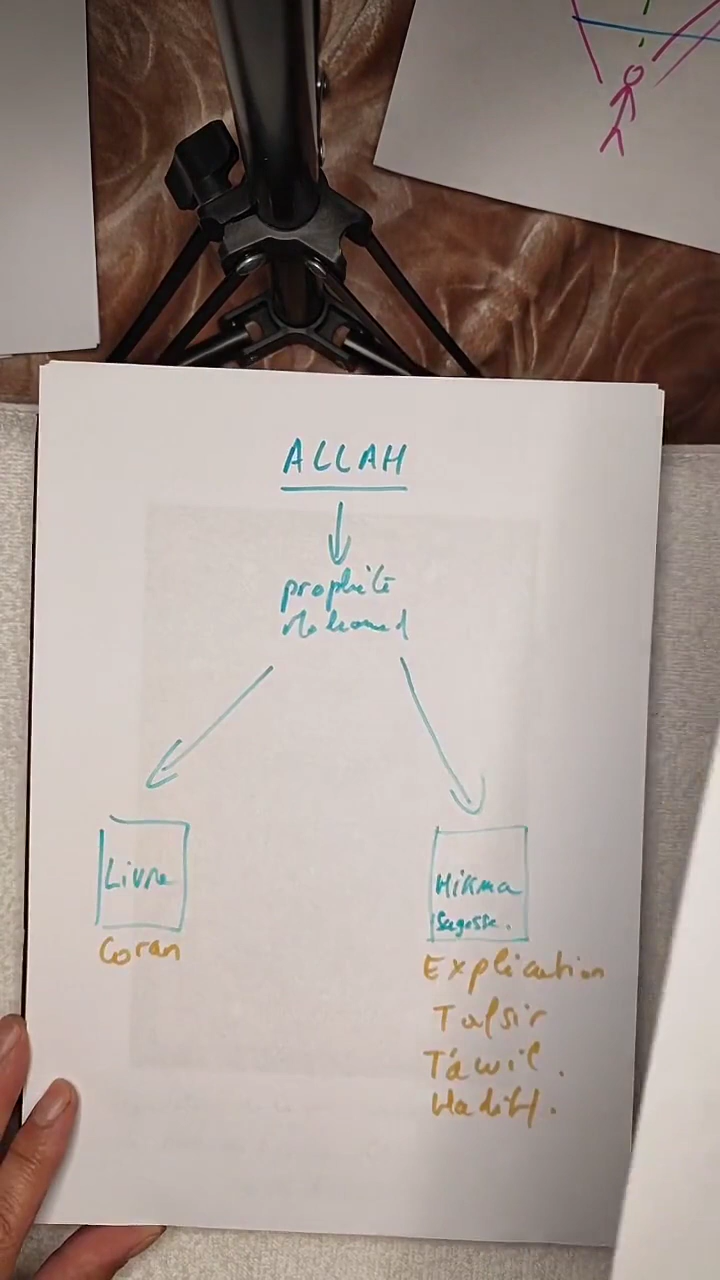 ALLAH
prophète
Mohamed
Livre
Coran
Hikma
Sagesse.
Explication
Tafsir
Táwil.
Hadith.